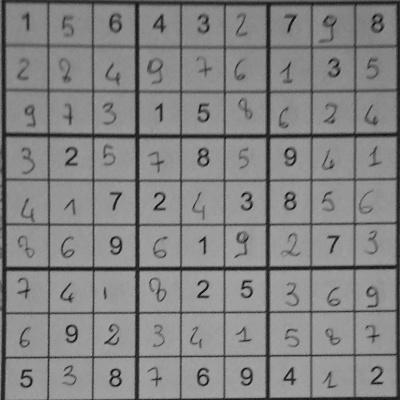 1 5 6 4 3 2 7 9 8
2 8 4 9 7 6 1 3 5
9 7 3 1 5 8 6 2 4
3 2 5 7 8 5 9 4 1
4 1 7 2 4 3 8 5 6
8 6 9 6 1 9 2 7 3
7 4 1 8 2 5 3 6 9
6 9 2 3 4 1 5 8 7
5 3 8 7 6 9 4 1 2